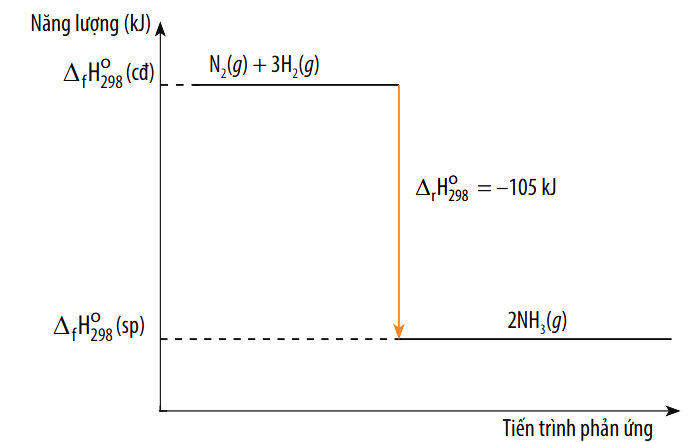 Năng lượng (kJ)
ΔfH°298 (cđ)
N2(g) + 3H2(g)
ΔrH°298 = –105 kJ
ΔfH°298 (sp)
2NH3(g)
Tiến trình phản ứng